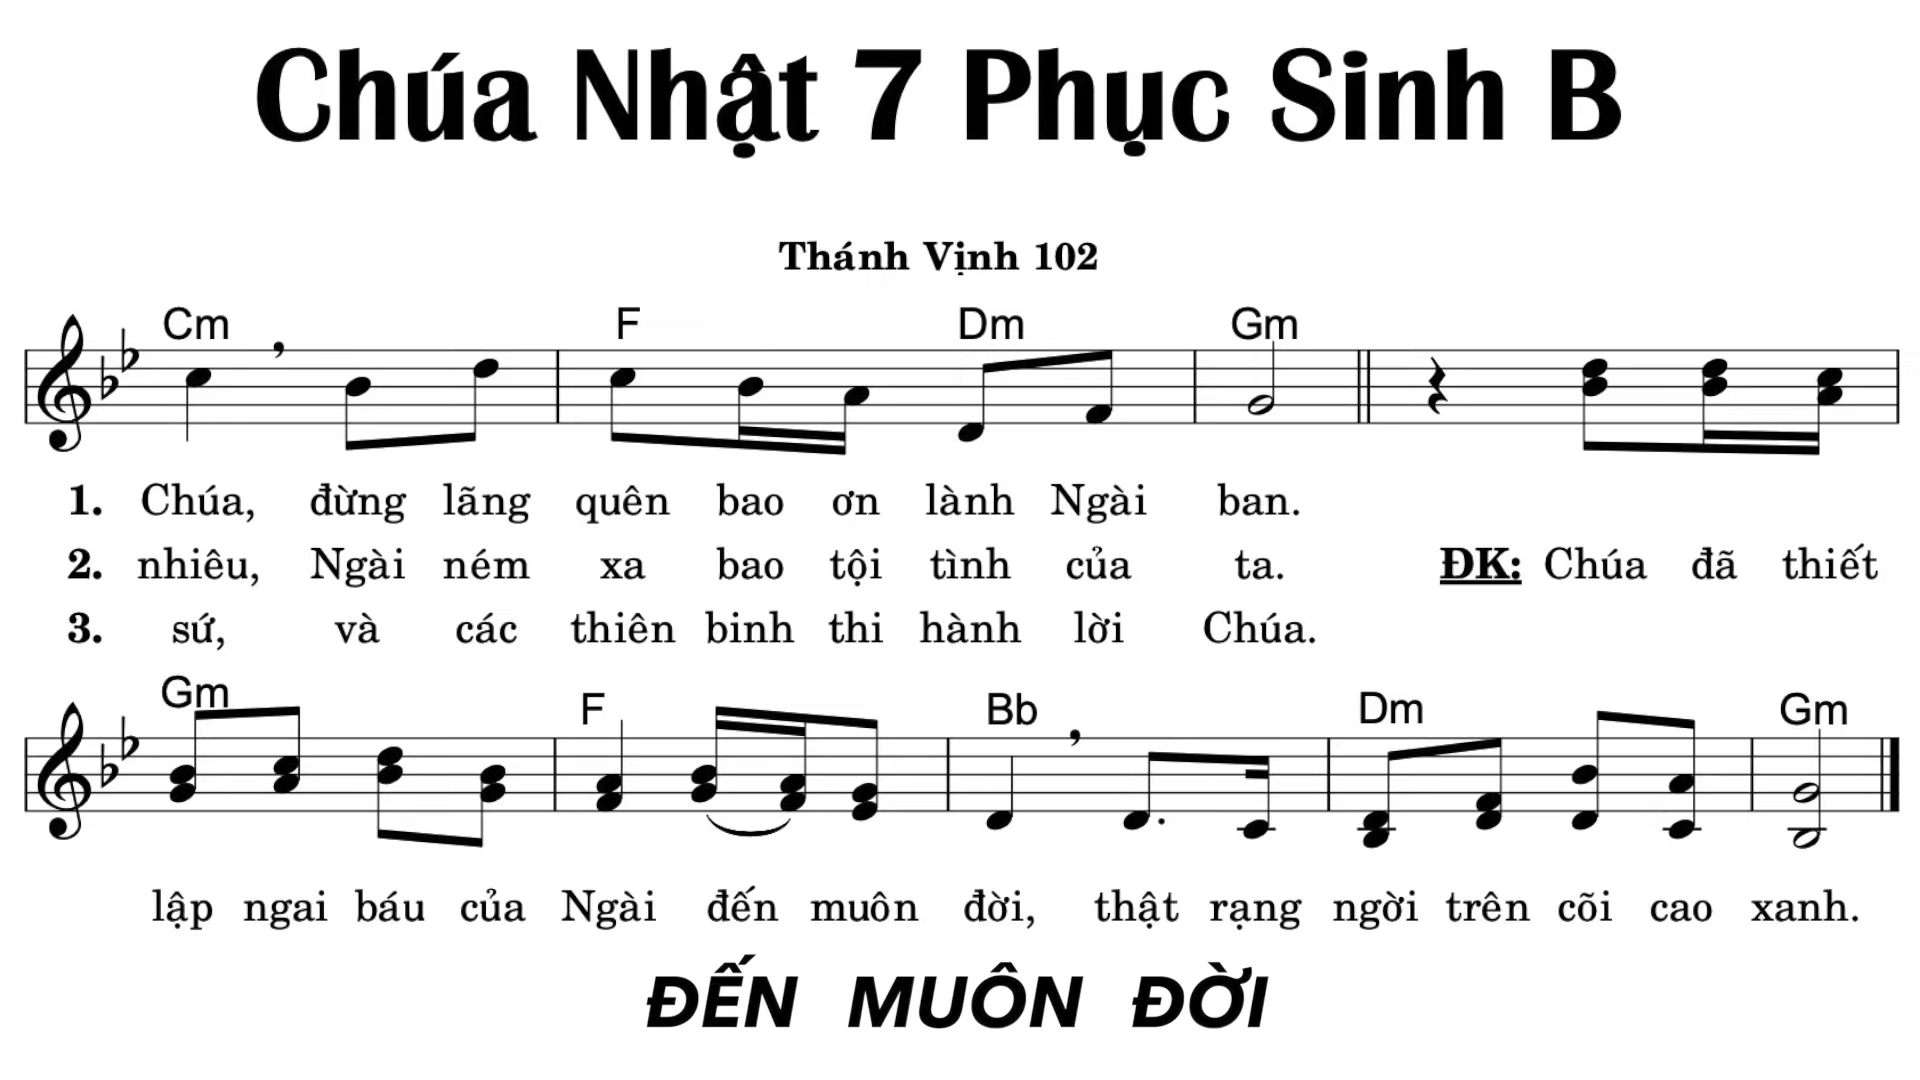 Chúa Nhật 7 Phục Sinh B
Thánh Vịnh 102
Cm F Dm Gm
1. Chúa, đừng lãng quên bao ơn lành Ngài ban.
2. nhiêu, Ngài ném xa bao tội tình của ta. ĐK: Chúa đã thiết
3. sứ, và các thiên binh thi hành lời Chúa.
Gm F Bb Dm Gm
lập ngai báu của Ngài đến muôn đời, thật rạng ngời trên cõi cao xanh.
ĐẾN MUÔN ĐỜI